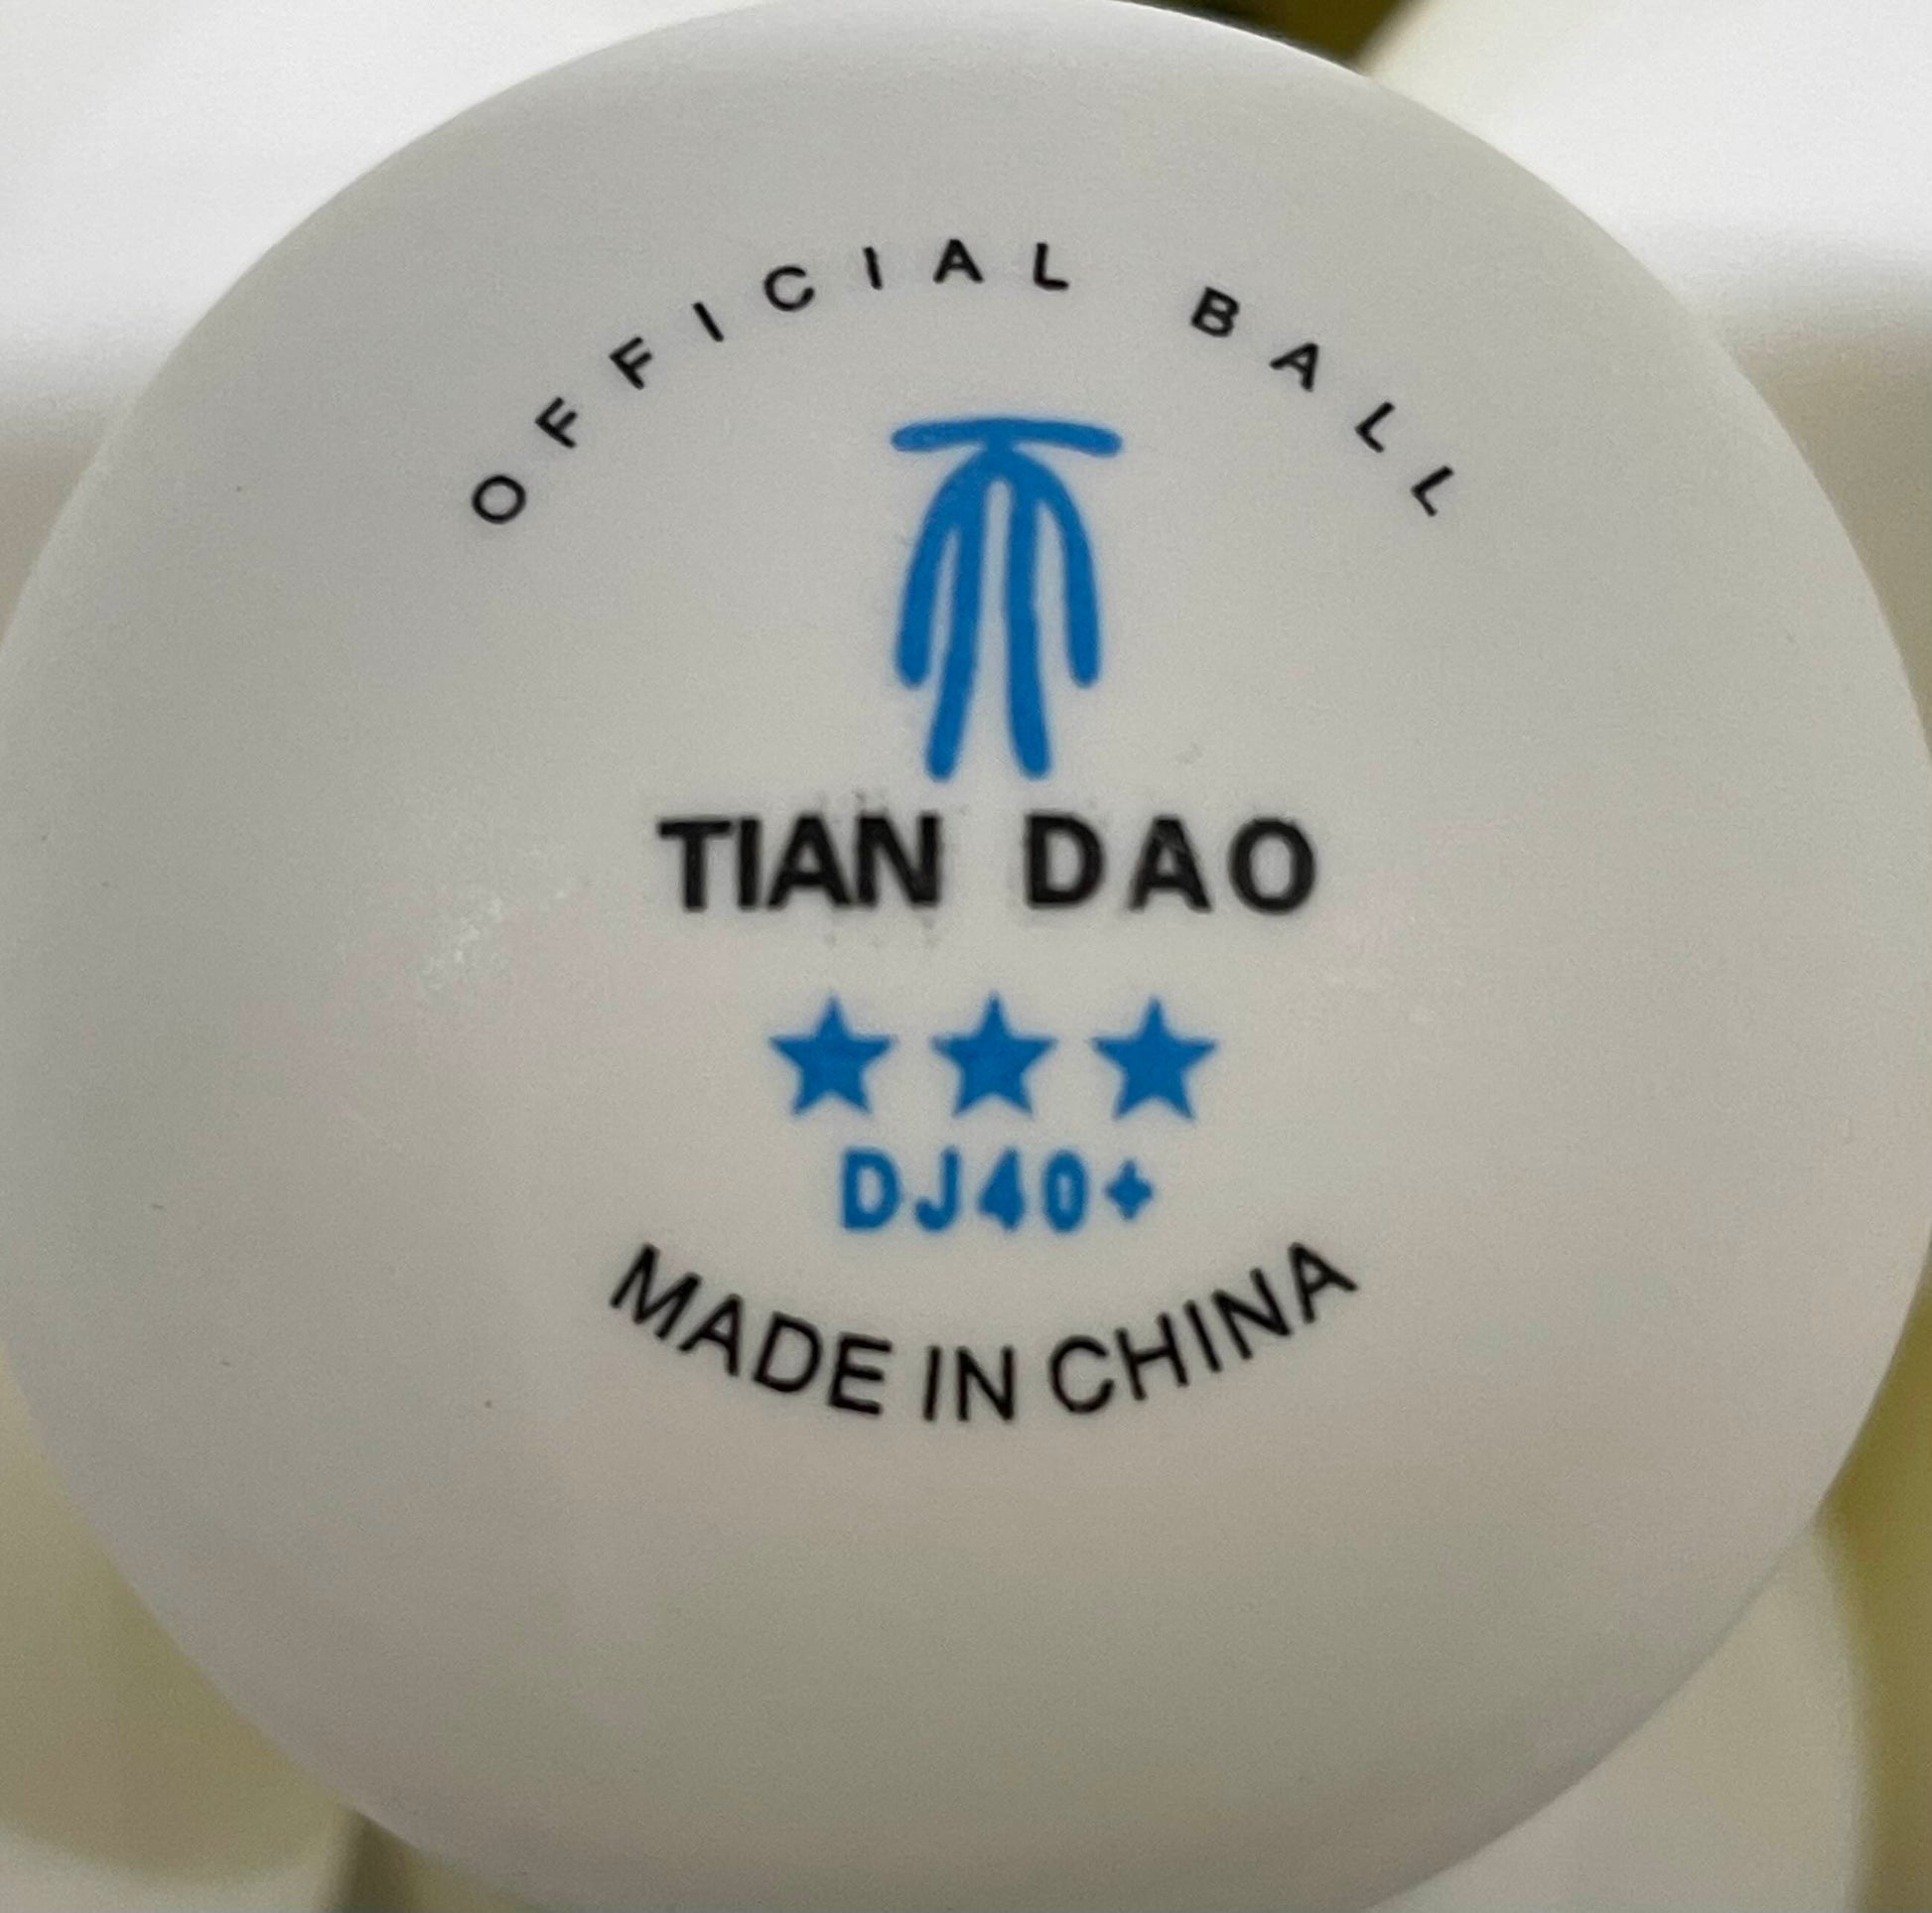 OFFICIAL BALL
TIAN DAO
DJ40+
MADE IN CHINA